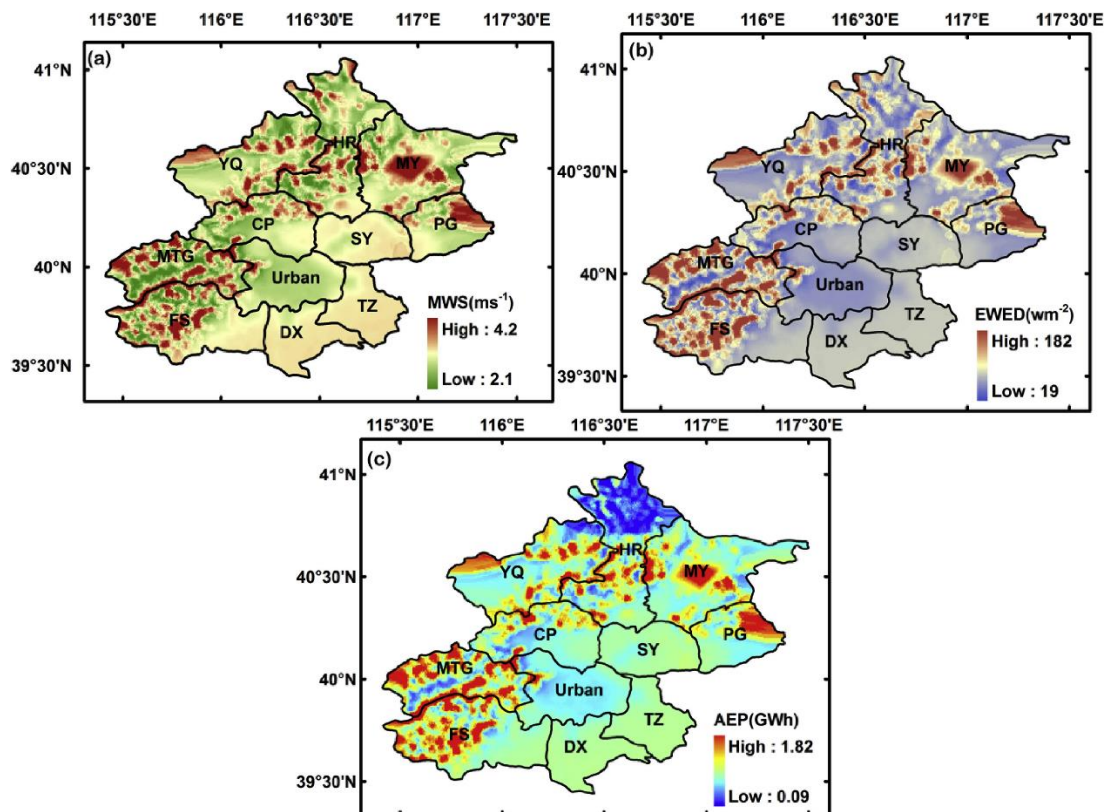 115°30'E 116°E 116°30'E 117°E 117°30'E
(a)
41°N
40°30'N
40°N
39°30'N
HR
YQ
MY
CP
PG
SY
MTG
Urban
FS
TZ
DX
MWS(ms⁻¹)
High : 4.2
Low : 2.1
115°30'E 116°E 116°30'E 117°E 117°30'E
(b)
41°N
40°30'N
40°N
39°30'N
HR
YQ
MY
CP
PG
SY
MTG
Urban
FS
TZ
DX
EWED(wm⁻²)
High : 182
Low : 19
115°30'E 116°E 116°30'E 117°E 117°30'E
(c)
41°N
40°30'N
40°N
39°30'N
HR
YQ
MY
CP
PG
SY
MTG
Urban
FS
TZ
DX
AEP(GWh)
High : 1.82
Low : 0.09